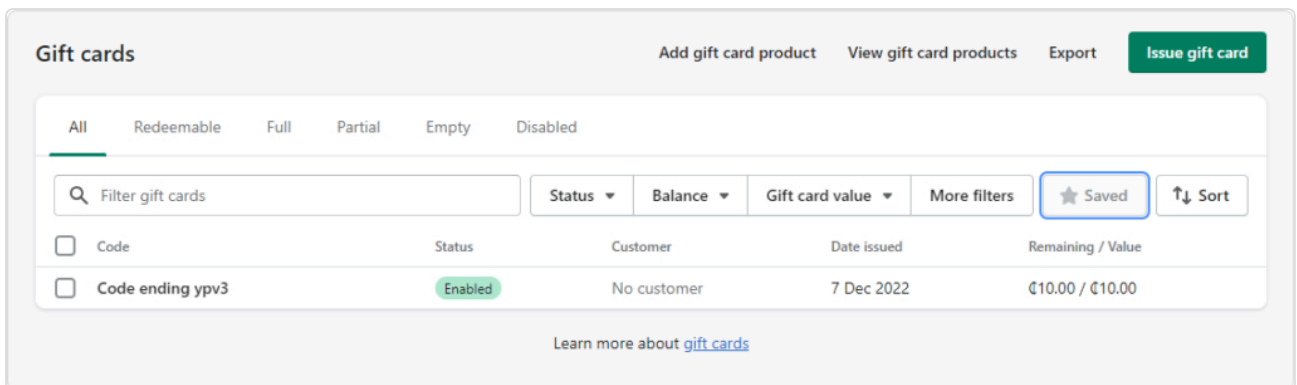 Gift cards Add gift card product View gift card products Export Issue gift card
All Redeemable Full Partial Empty Disabled
Filter gift cards Status Balance Gift card value More filters Saved Sort
Code Status Customer Date issued Remaining / Value
Code ending ypv3 Enabled No customer 7 Dec 2022 ₡10.00 / ₡10.00
Learn more about gift cards